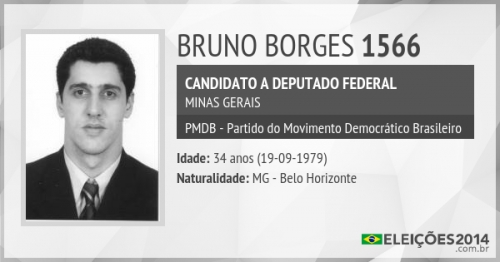 BRUNO BORGES 1566
CANDIDATO A DEPUTADO FEDERAL
MINAS GERAIS
PMDB - Partido do Movimento Democrático Brasileiro
Idade: 34 anos (19-09-1979)
Naturalidade: MG - Belo Horizonte
ELEIÇÕES2014
.com.br